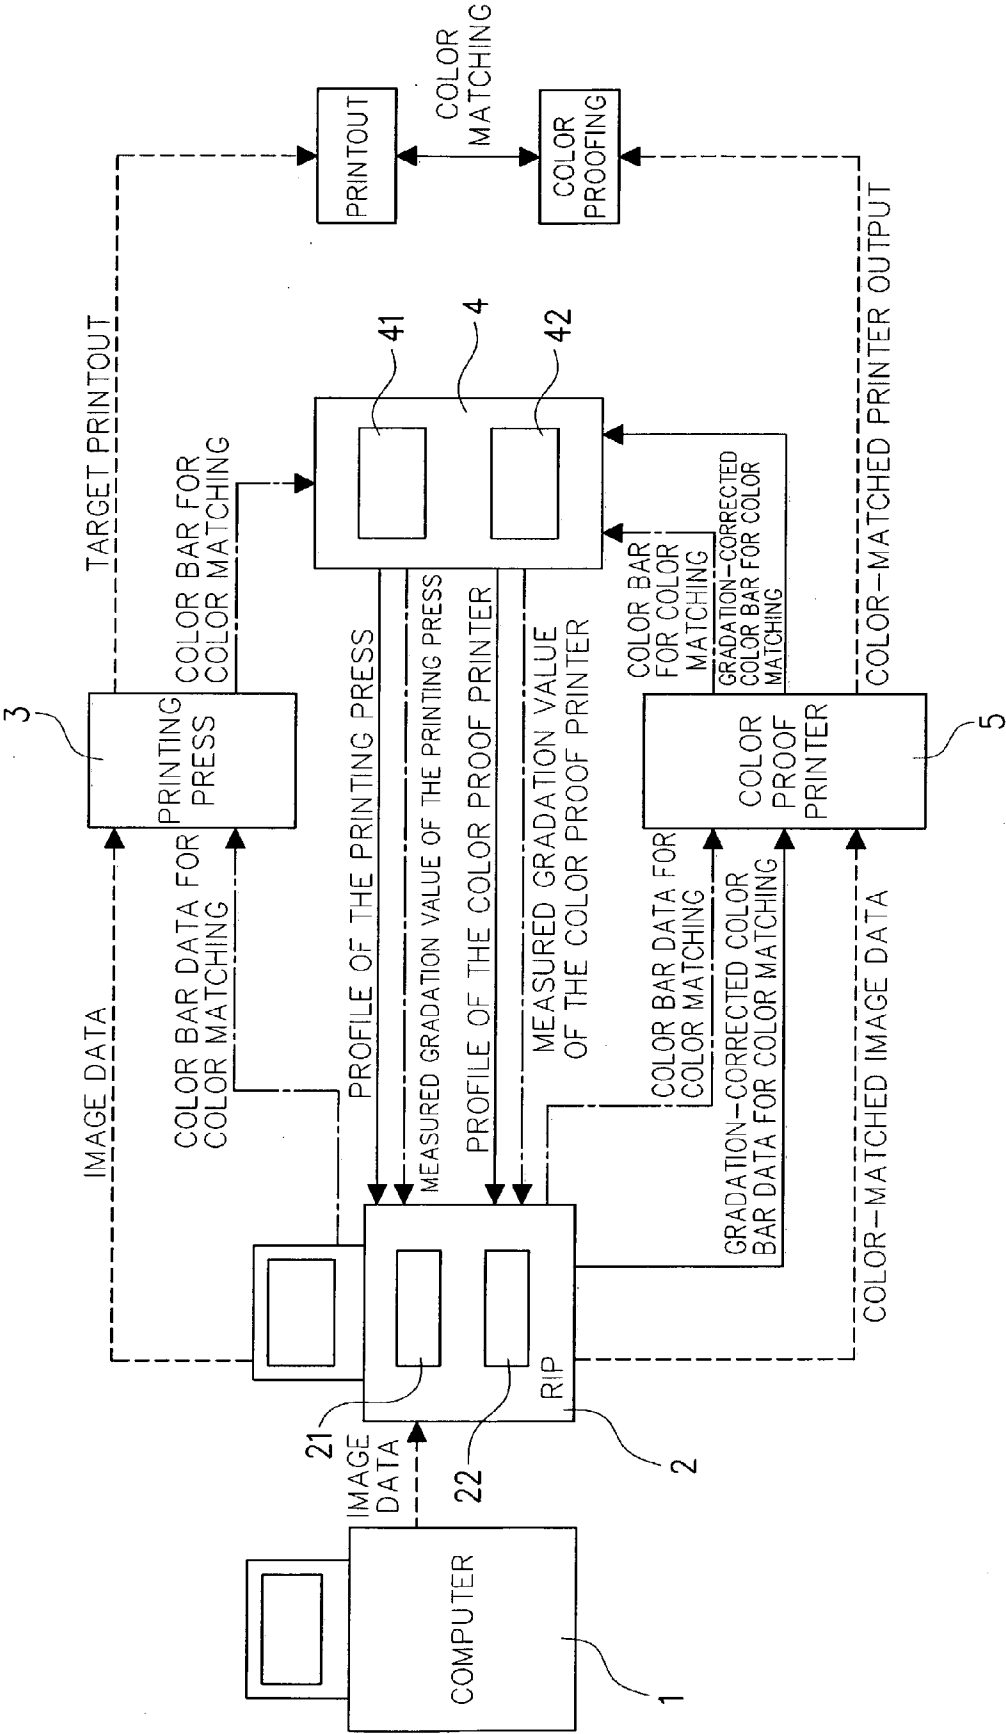 COMPUTER
1
IMAGE
DATA
21
22
RIP
2
IMAGE DATA
COLOR BAR DATA FOR
COLOR MATCHING
3
PRINTING
PRESS
TARGET PRINTOUT
COLOR BAR FOR
COLOR MATCHING
PROFILE OF THE PRINTING PRESS
MEASURED GRADATION VALUE OF THE PRINTING PRESS
PROFILE OF THE COLOR PROOF PRINTER
MEASURED GRADATION VALUE
OF THE COLOR PROOF PRINTER
41
4
42
COLOR BAR DATA FOR
COLOR MATCHING
GRADATION-CORRECTED COLOR
BAR DATA FOR COLOR MATCHING
COLOR-MATCHED IMAGE DATA
COLOR
PROOF
PRINTER
5
COLOR BAR
FOR COLOR
MATCHING
GRADATION-CORRECTED
COLOR BAR FOR COLOR
MATCHING
COLOR-MATCHED PRINTER OUTPUT
PRINTOUT
COLOR
MATCHING
COLOR
PROOFING